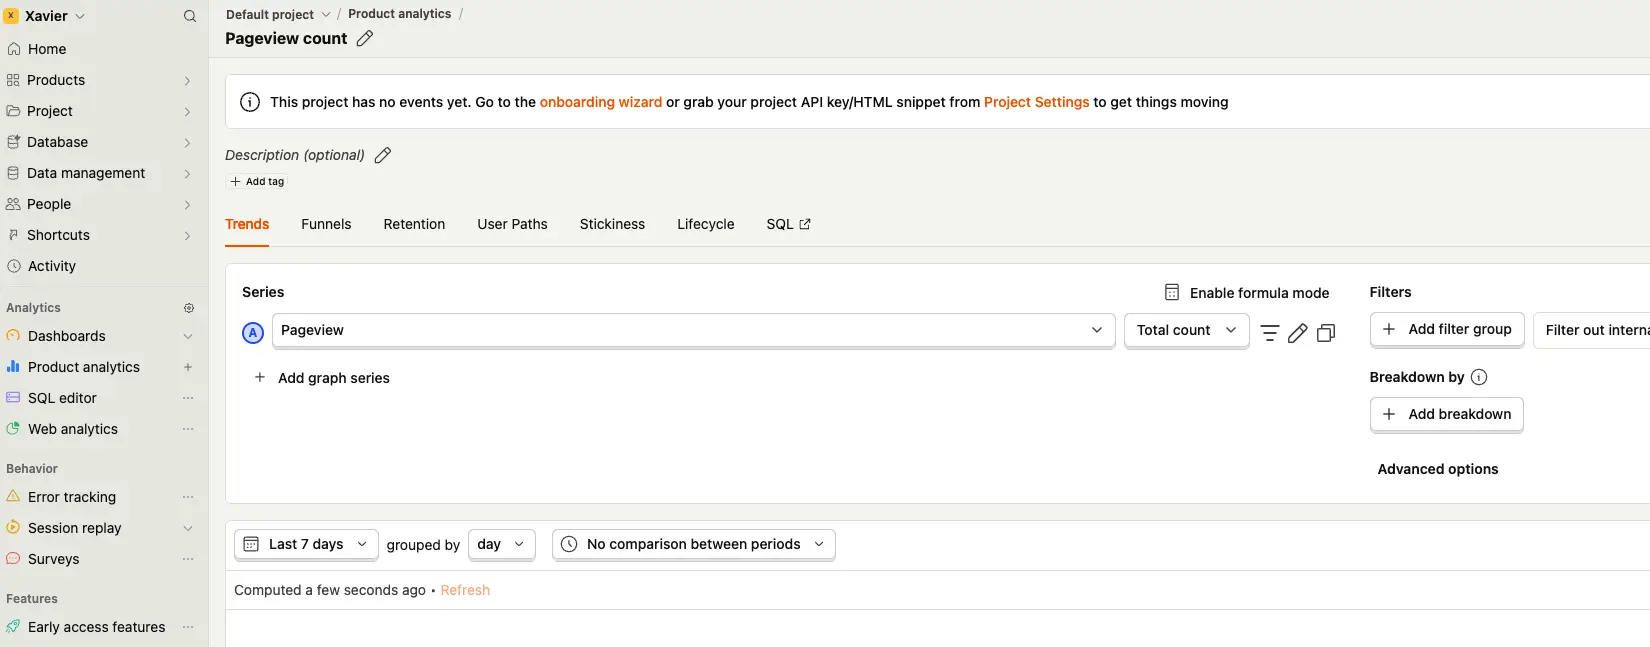 X Xavier
Home
Products
Project
Database
Data management
People
Shortcuts
Activity
Analytics
Dashboards
Product analytics
SQL editor
Web analytics
Behavior
Error tracking
Session replay
Surveys
Features
Early access features
Default project / Product analytics /
Pageview count
This project has no events yet. Go to the onboarding wizard or grab your project API key/HTML snippet from Project Settings to get things moving
Description (optional)
Add tag
Trends Funnels Retention User Paths Stickiness Lifecycle SQL
Series Enable formula mode
A Pageview Total count
Add graph series
Filters
Add filter group Filter out interna
Breakdown by
Add breakdown
Advanced options
Last 7 days grouped by day No comparison between periods
Computed a few seconds ago • Refresh